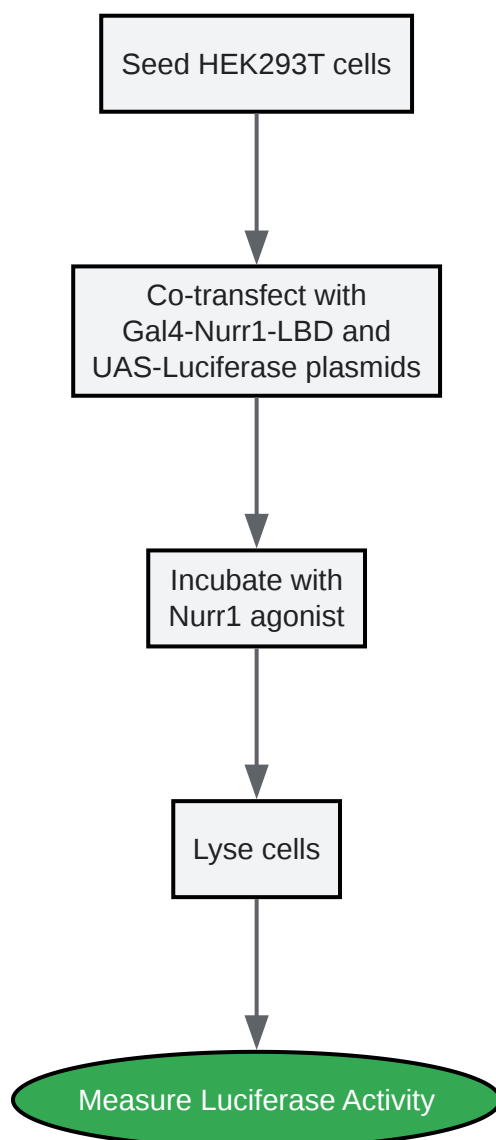 Seed HEK293T cells
Co-transfect with
Gal4-Nurr1-LBD and
UAS-Luciferase plasmids
Incubate with
Nurr1 agonist
Lyse cells
Measure Luciferase Activity